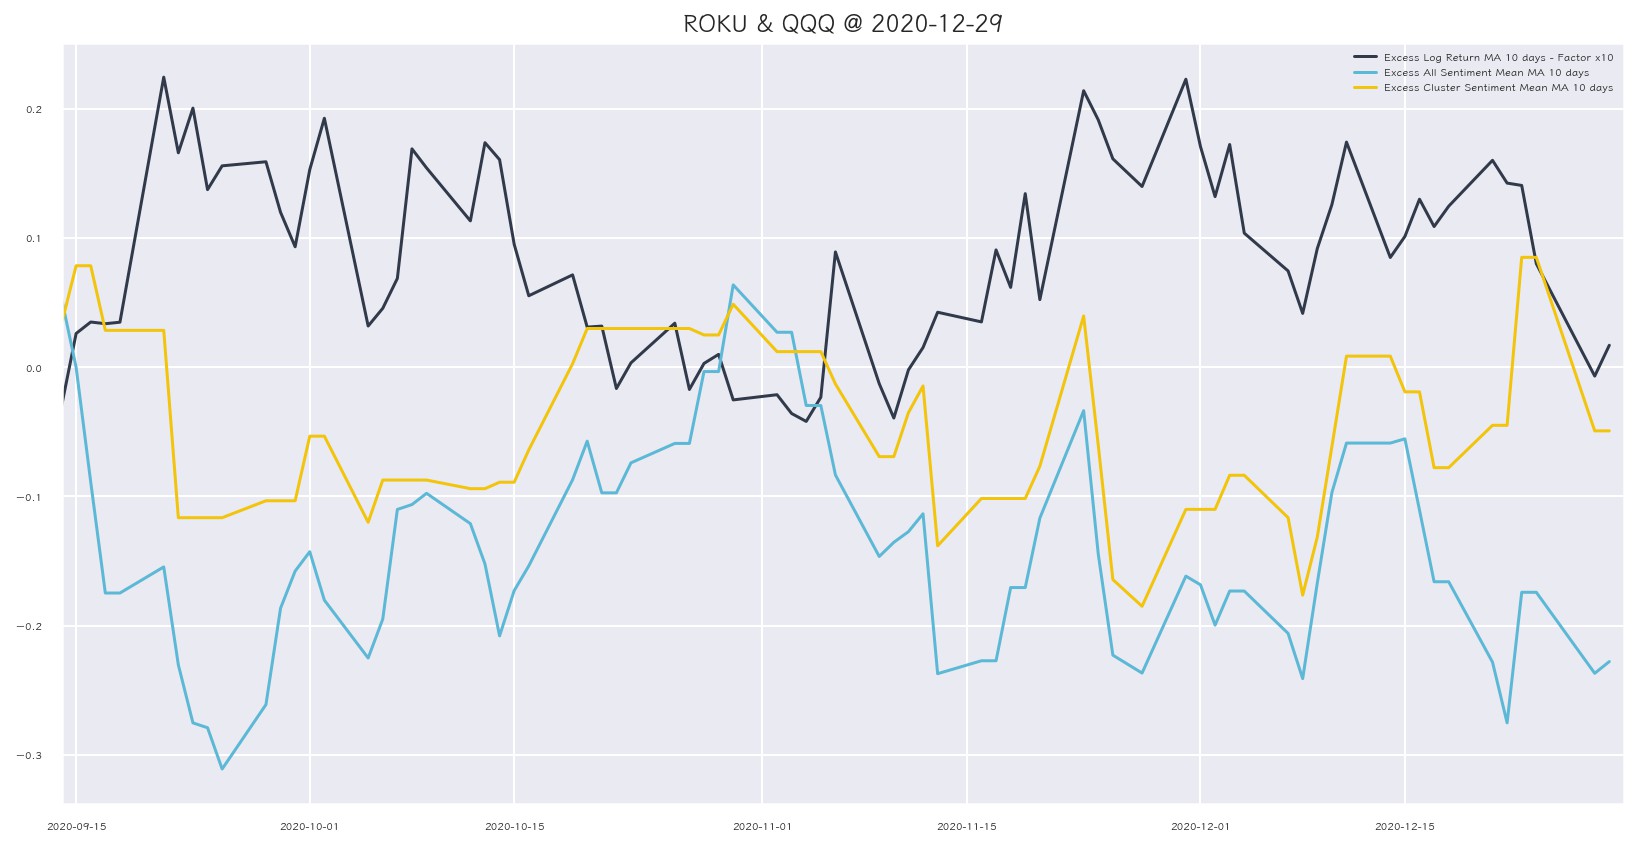 ROKU & QQQ @ 2020-12-29
Excess Log Return MA 10 days - Factor x10
Excess All Sentiment Mean MA 10 days
Excess Cluster Sentiment Mean MA 10 days
0.2
0.1
0.0
−0.1
−0.2
−0.3
2020-09-15 2020-10-01 2020-10-15 2020-11-01 2020-11-15 2020-12-01 2020-12-15